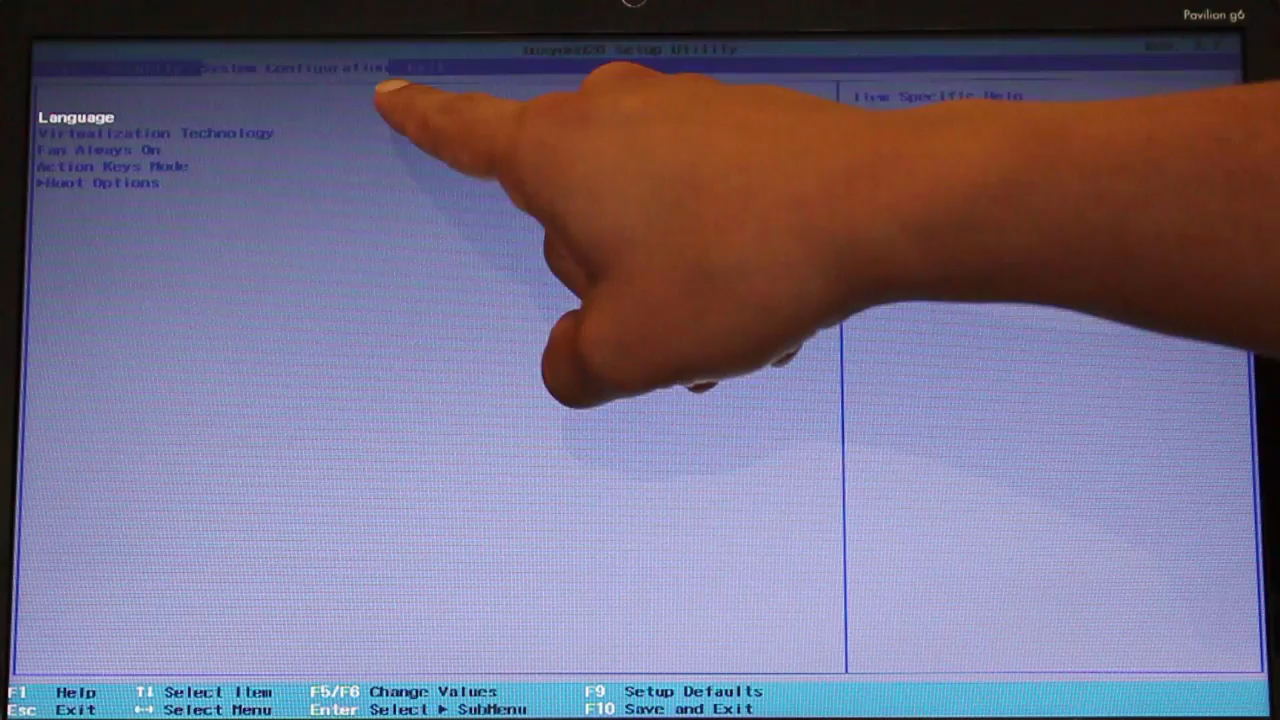 Pavilion g6
InsydeH20 Setup Utility
Security System Configuration Exit
Item Specific Help
Language
Virtualization Technology
Fan Always On
Action Keys Mode
▶Boot Options
F1 Help ↑↓ Select Item F5/F6 Change Values F9 Setup Defaults
Esc Exit ↔ Select Menu Enter Select ▶ SubMenu F10 Save and Exit